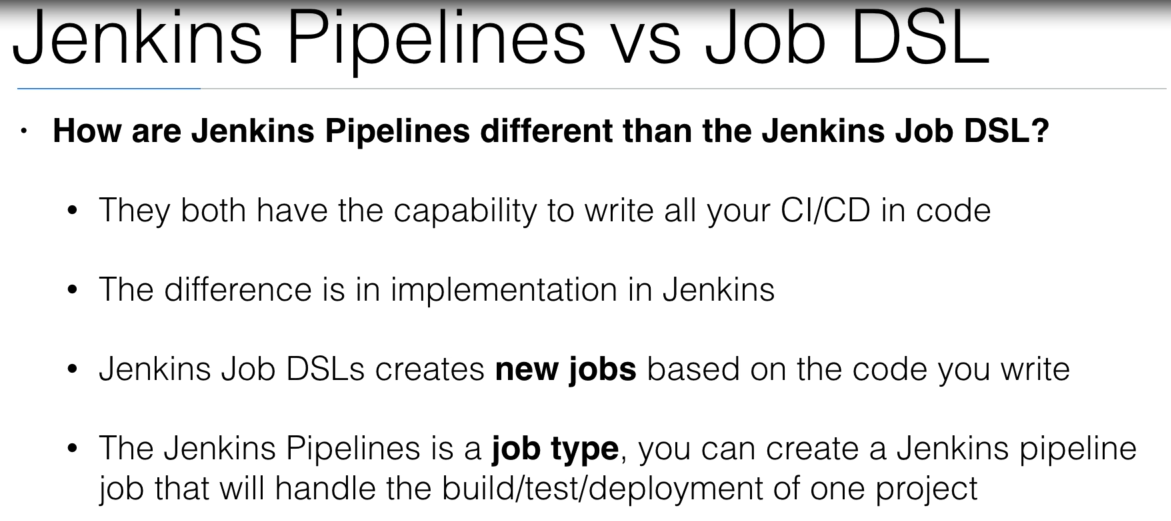 Jenkins Pipelines vs Job DSL
• How are Jenkins Pipelines different than the Jenkins Job DSL?
• They both have the capability to write all your CI/CD in code
• The difference is in implementation in Jenkins
• Jenkins Job DSLs creates new jobs based on the code you write
• The Jenkins Pipelines is a job type, you can create a Jenkins pipeline
job that will handle the build/test/deployment of one project